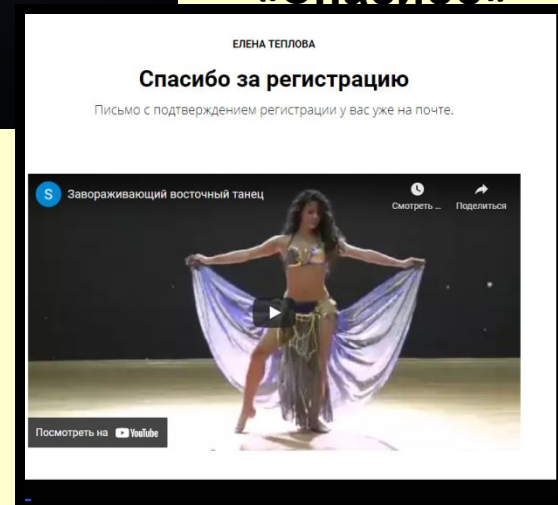 ЕЛЕНА ТЕПЛОВА
Спасибо за регистрацию
Письмо с подтверждением регистрации у вас уже на почте.
S
Завораживающий восточный танец
Смотреть ...
Поделиться
Посмотреть на YouTube